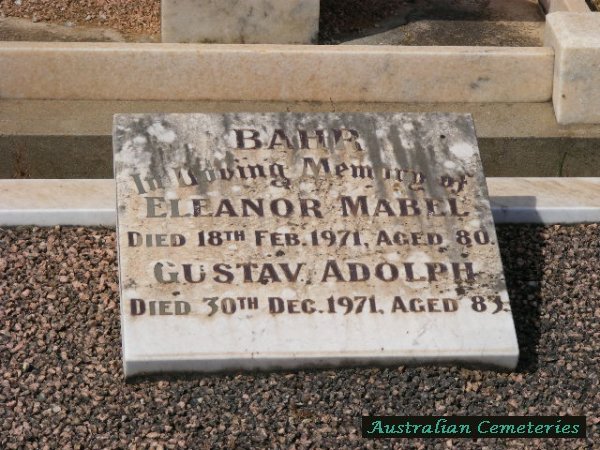 BAHR
In Loving Memory of
ELEANOR MABEL
DIED 18TH FEB. 1971, AGED 80.
GUSTAV ADOLPH
DIED 30TH DEC. 1971, AGED 83.
Australian Cemeteries